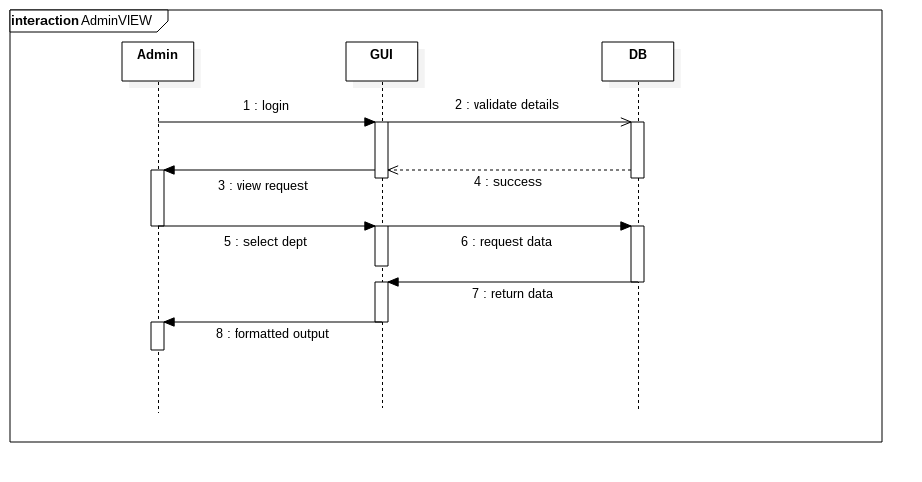 interaction AdminVIEW
Admin
GUI
DB
1 : login
2 : validate details
3 : view request
4 : success
5 : select dept
6 : request data
7 : return data
8 : formatted output